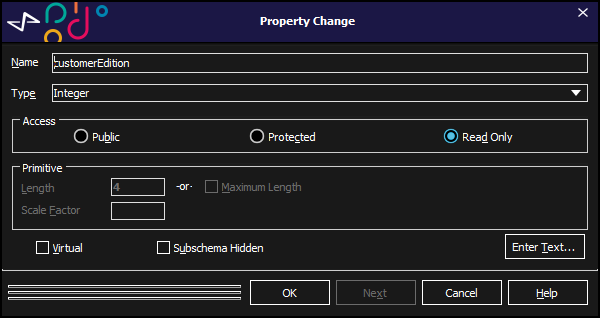 Property Change
Name customerEdition
Type Integer
Access
Public Protected Read Only
Primitive
Length 4 -or- Maximum Length
Scale Factor
Virtual Subschema Hidden Enter Text...
OK Next Cancel Help